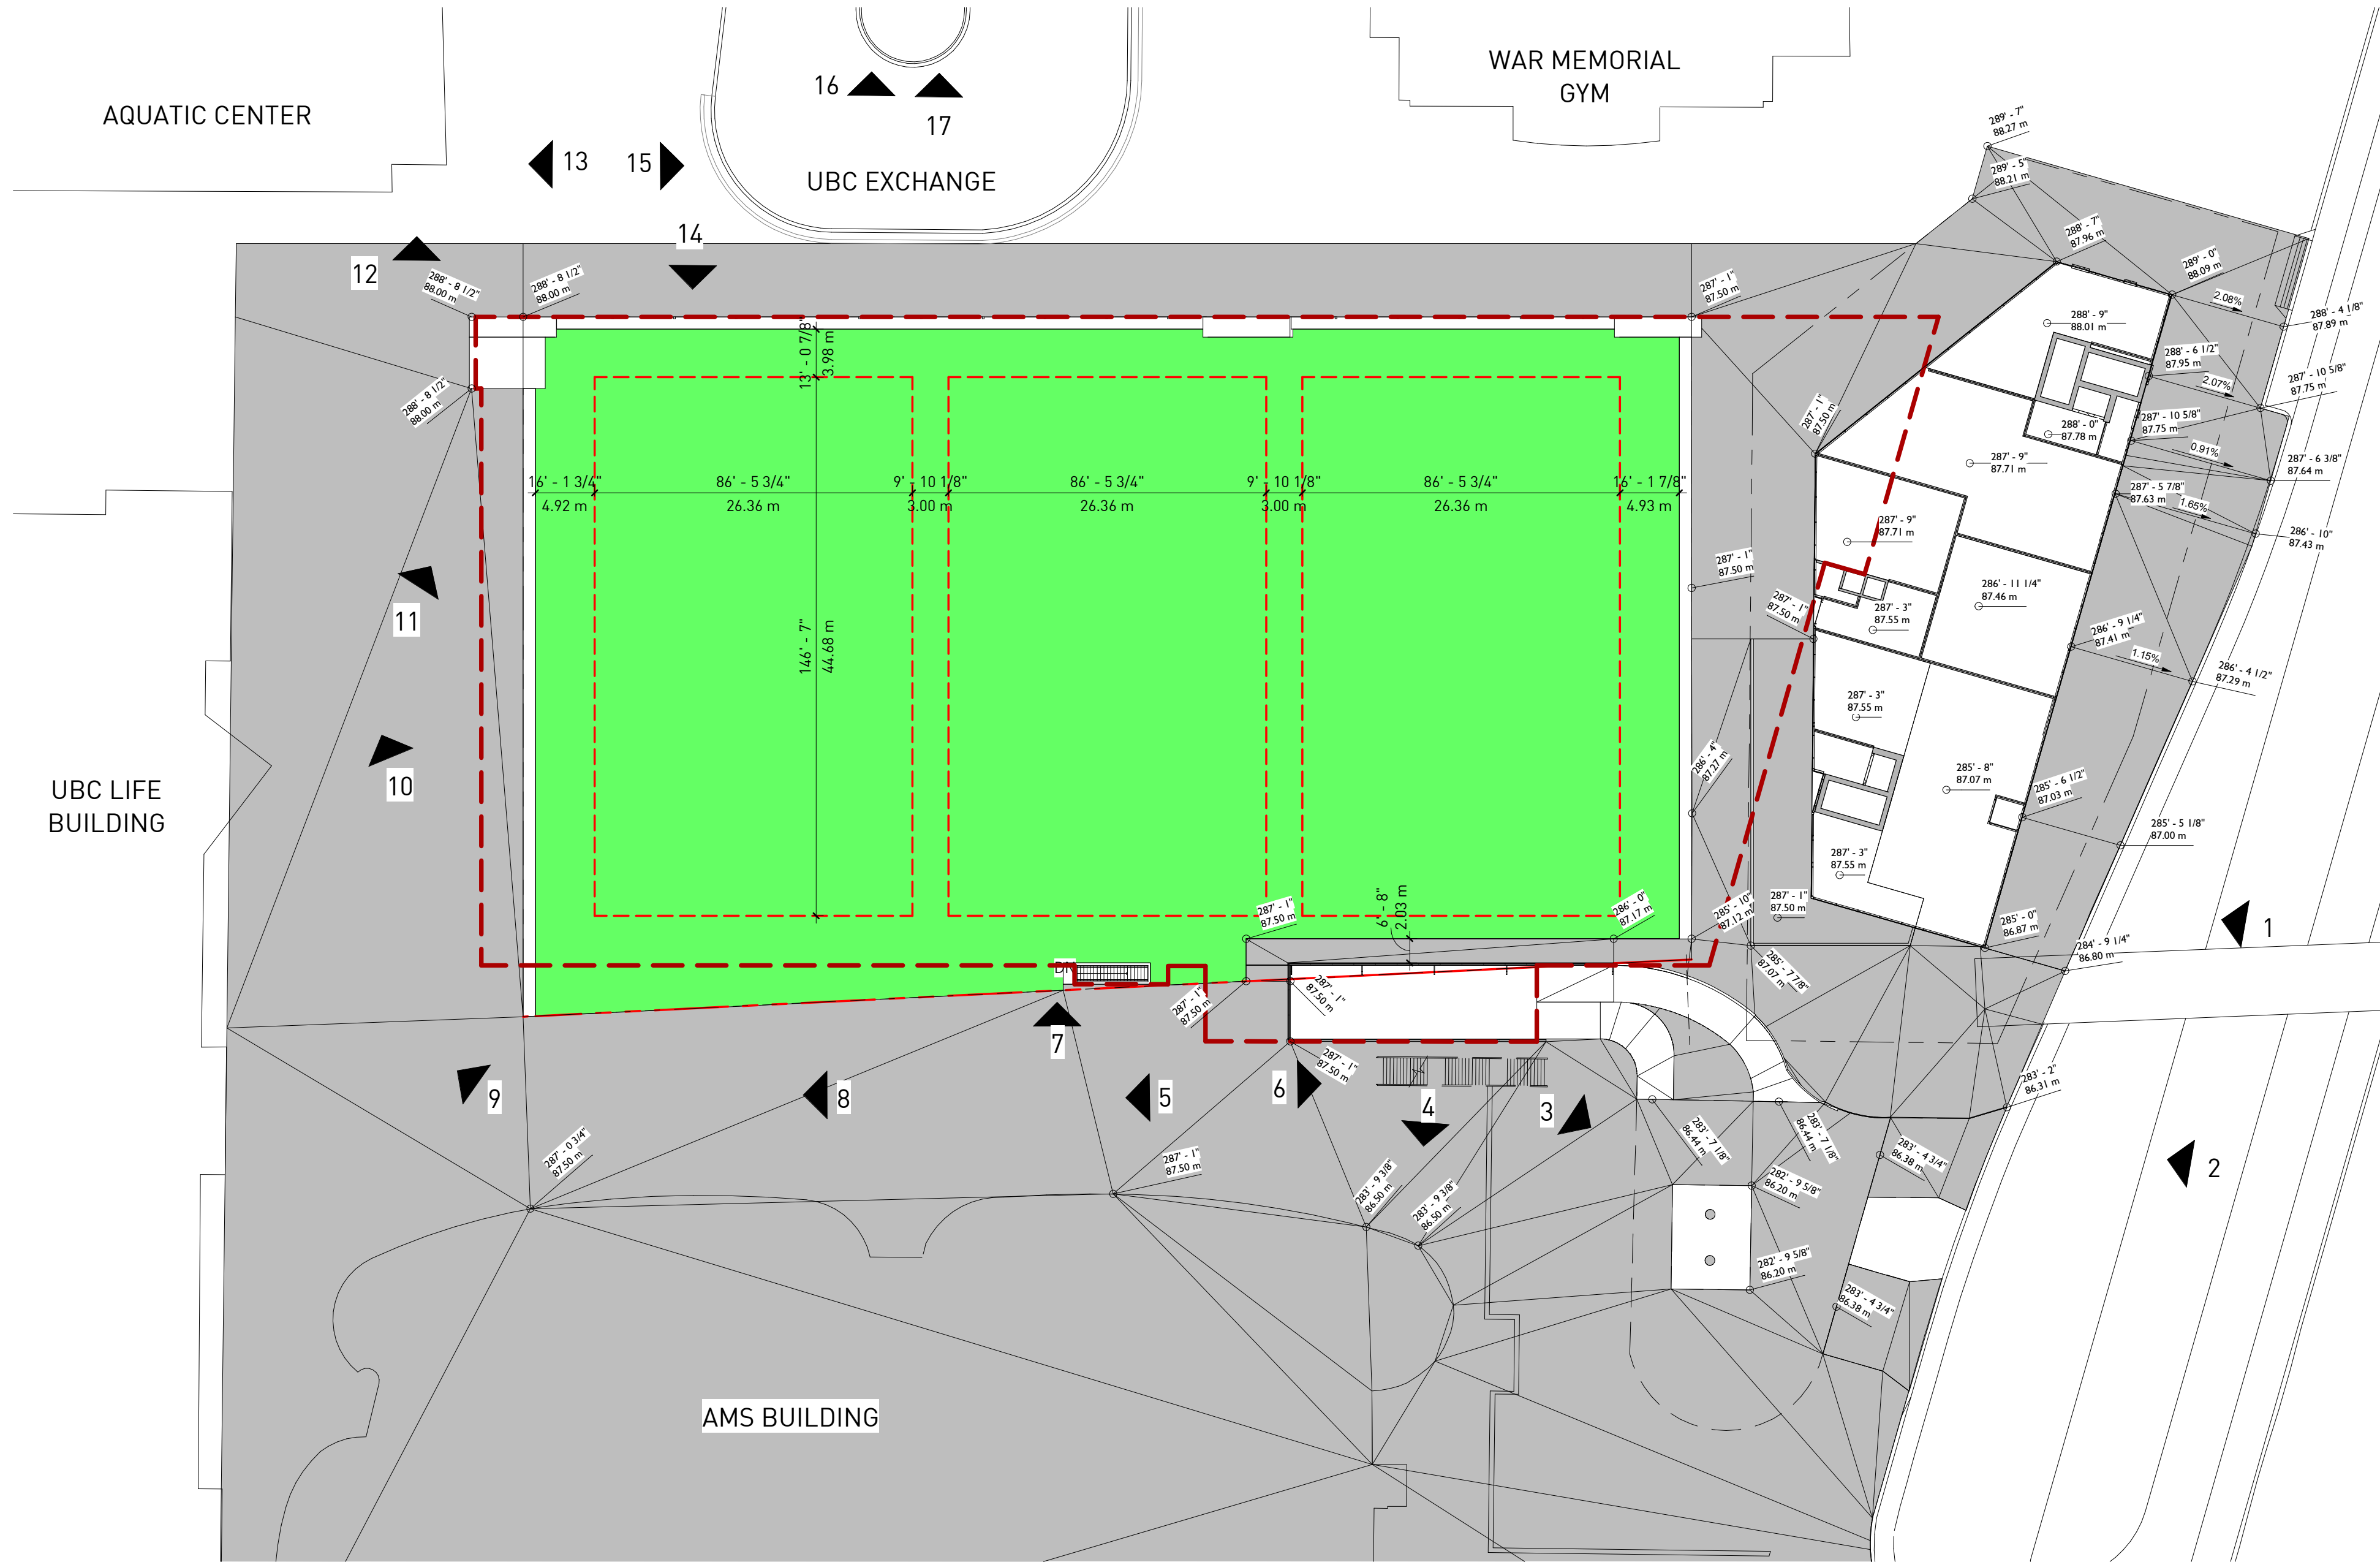 AQUATIC CENTER
16
17
13
15
UBC EXCHANGE
14
12
WAR MEMORIAL
GYM
289' - 7"
88.27 m
289' - 5"
88.21 m
288' - 7"
87.96 m
289' - 0"
88.09 m
2.08%
288' - 4 1/8"
87.89 m
288' - 8 1/2"
88.00 m
288' - 8 1/2"
88.00 m
287' - 1"
87.50 m
288' - 9"
88.01 m
288' - 6 1/2"
87.95 m
2.07%
287' - 10 5/8"
87.75 m
13' - 0 7/8"
3.98 m
288' - 8 1/2"
88.00 m
287' - 1"
87.50 m
288' - 0"
87.78 m
287' - 10 5/8"
87.75 m
0.91%
287' - 6 3/8"
87.64 m
287' - 9"
87.71 m
16' - 1 3/4"
4.92 m
86' - 5 3/4"
26.36 m
9' - 10 1/8"
3.00 m
86' - 5 3/4"
26.36 m
9' - 10 1/8"
3.00 m
86' - 5 3/4"
26.36 m
16' - 1 7/8"
4.93 m
287' - 5 7/8"
87.63 m
1.65%
287' - 9"
87.71 m
286' - 10"
87.43 m
287' - 1"
87.50 m
286' - 11 1/4"
87.46 m
287' - 1"
87.50 m
287' - 3"
87.55 m
11
146' - 7"
44.68 m
286' - 9 1/4"
87.41 m
1.15%
286' - 4 1/2"
87.29 m
287' - 3"
87.55 m
10
286' - 4"
87.27 m
285' - 8"
87.07 m
285' - 6 1/2"
87.03 m
UBC LIFE
BUILDING
285' - 5 1/8"
87.00 m
287' - 3"
87.55 m
6' - 8"
2.03 m
287' - 1"
87.50 m
286' - 0"
87.17 m
285' - 10"
87.12 m
287' - 1"
87.50 m
285' - 0"
86.87 m
1
284' - 9 1/4"
86.80 m
285' - 7 7/8"
87.07 m
287' - 1"
87.50 m
287' - 1"
87.50 m
7
287' - 1"
87.50 m
9
8
5
6
4
3
283' - 2"
86.31 m
287' - 0 3/4"
87.50 m
287' - 1"
87.50 m
283' - 7 1/8"
86.44 m
283' - 7 1/8"
86.44 m
283' - 4 3/4"
86.38 m
2
283' - 9 3/8"
86.50 m
283' - 9 3/8"
86.50 m
282' - 9 5/8"
86.20 m
282' - 9 5/8"
86.20 m
283' - 4 3/4"
86.38 m
AMS BUILDING